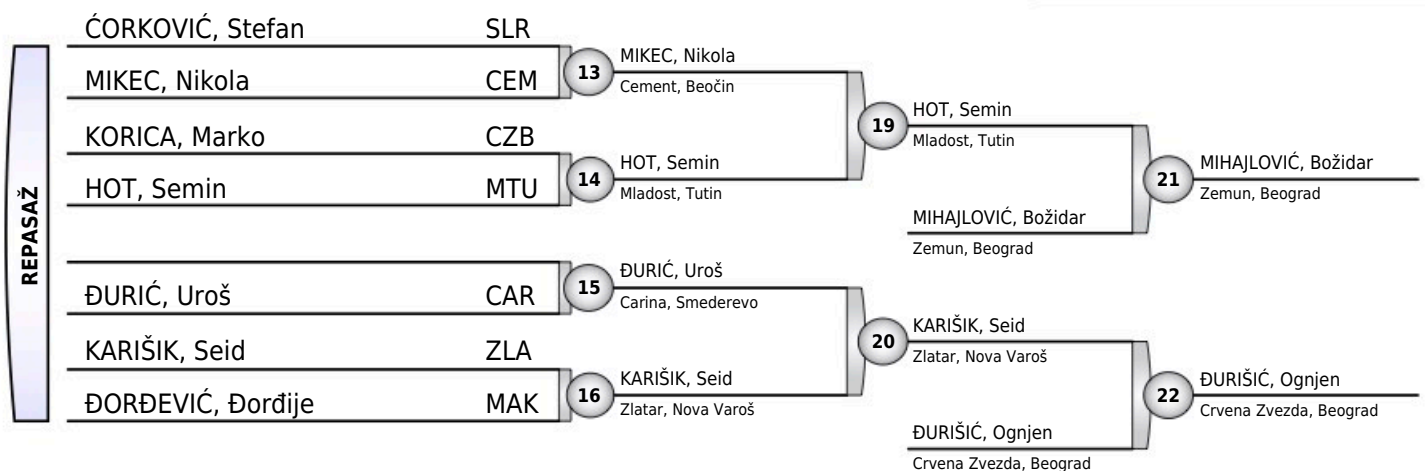 REPASAŽ
ĆORKOVIĆ, Stefan SLR
MIKEC, Nikola CEM
KORICA, Marko CZB
HOT, Semin MTU
ĐURIĆ, Uroš CAR
KARIŠIK, Seid ZLA
ĐORĐEVIĆ, Đorđije MAK
13
MIKEC, Nikola
Cement, Beočin
14
HOT, Semin
Mladost, Tutin
15
ĐURIĆ, Uroš
Carina, Smederevo
16
KARIŠIK, Seid
Zlatar, Nova Varoš
19
HOT, Semin
Mladost, Tutin
MIHAJLOVIĆ, Božidar
Zemun, Beograd
20
KARIŠIK, Seid
Zlatar, Nova Varoš
ĐURIŠIĆ, Ognjen
Crvena Zvezda, Beograd
21
MIHAJLOVIĆ, Božidar
Zemun, Beograd
22
ĐURIŠIĆ, Ognjen
Crvena Zvezda, Beograd